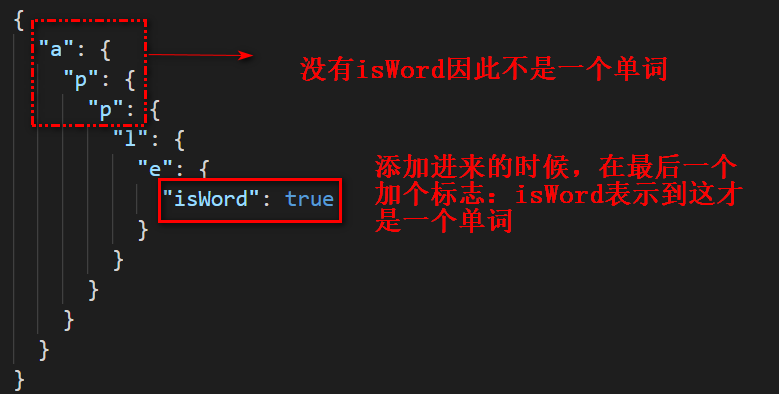 {
"a": {
没有isWord因此不是一个单词
"p": {
"p": {
"l": {
"e": {
"isWord": true
添加进来的时候，在最后一个
加个标志：isWord表示到这才
是一个单词
}
}
}
}
}
}